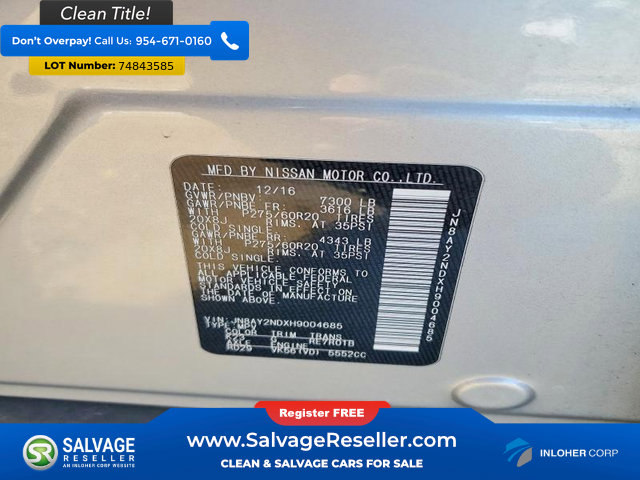 Clean Title!
Don't Overpay! Call Us: 954-671-0160
LOT Number: 74843585
MFD BY NISSAN MOTOR CO.,LTD.
DATE: 12/16
GVWR/PNBV: 7300 LB
GAWR/PNBE FR: 3616 LB
WITH P275/60R20 TIRES
20X8J RIMS, AT 35PSI
COLD SINGLE
GAWR/PNBE RR: 4343 LB
WITH P275/60R20 TIRES
20X8J RIMS, AT 35PSI
COLD SINGLE
THIS VEHICLE CONFORMS TO
ALL APPLICABLE FEDERAL
MOTOR VEHICLE SAFETY
STANDARDS IN EFFECT ON
THE DATE OF
MANUFACTURE
VIN: JN8AY2NDXH9004685
TYPE: MPV
COLOR TRIM TRANS
G RE7R01B
AXLE ENGINE
VK56(VD) 5552CC
JN8AY2NDXH9004685
Register FREE
SALVAGE
RESELLER
AN INLOHER CORP WEBSITE
www.SalvageReseller.com
CLEAN & SALVAGE CARS FOR SALE
INLOHER CORP